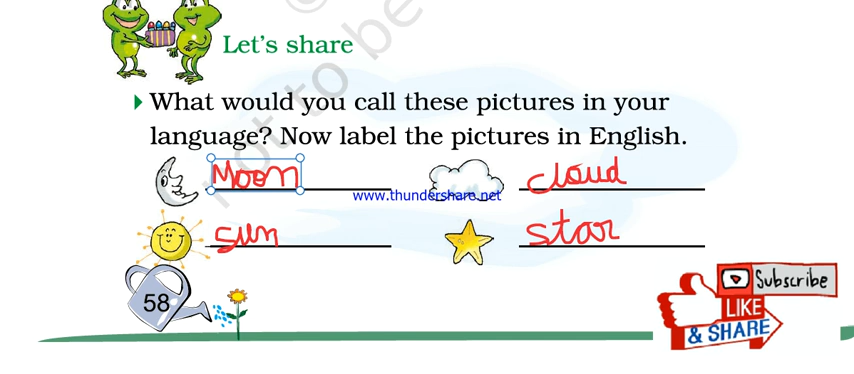 Let's share
What would you call these pictures in your
language? Now label the pictures in English.
Moon cloud
www.thundershare.net
sun star
58
Subscribe
LIKE
& SHARE